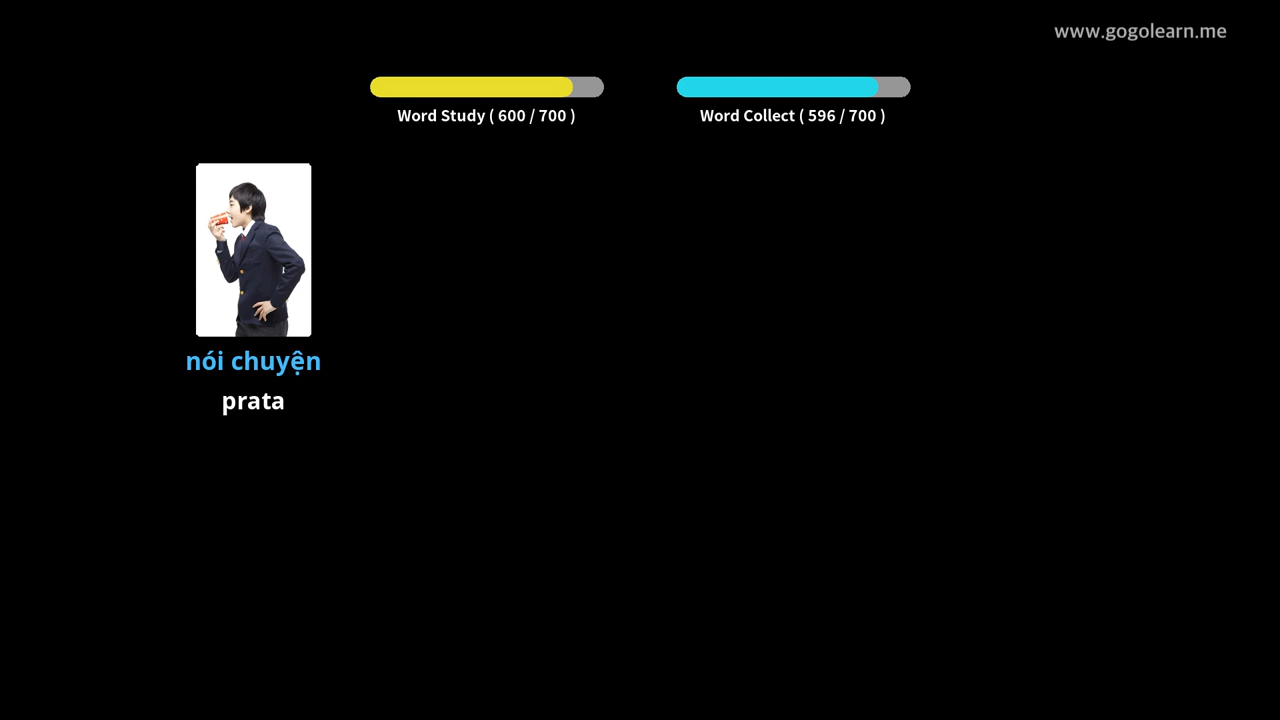 www.gogolearn.me
Word Study ( 600 / 700 )
Word Collect ( 596 / 700 )
nói chuyện
prata